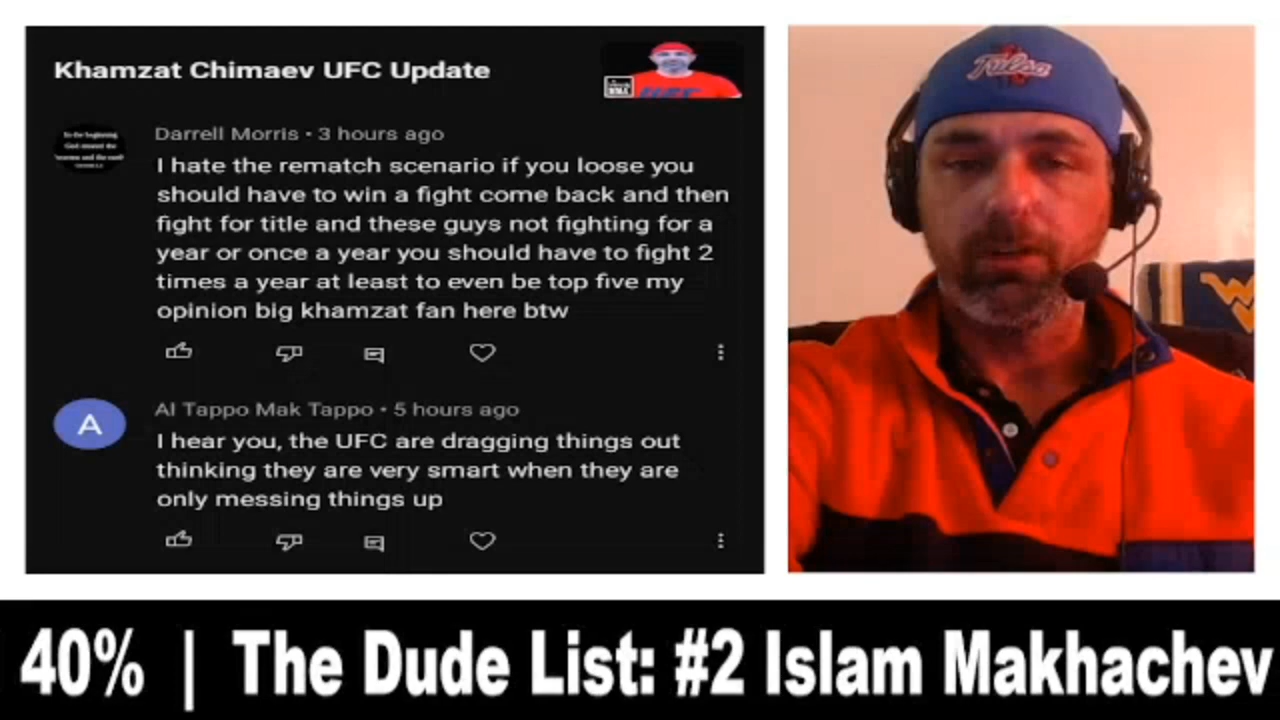 Khamzat Chimaev UFC Update
UFC
Darrell Morris • 3 hours ago
I hate the rematch scenario if you loose you
should have to win a fight come back and then
fight for title and these guys not fighting for a
year or once a year you should have to fight 2
times a year at least to even be top five my
opinion big khamzat fan here btw
A
Al Tappo Mak Tappo • 5 hours ago
I hear you, the UFC are dragging things out
thinking they are very smart when they are
only messing things up
Tulsa
40% | The Dude List: #2 Islam Makhachev